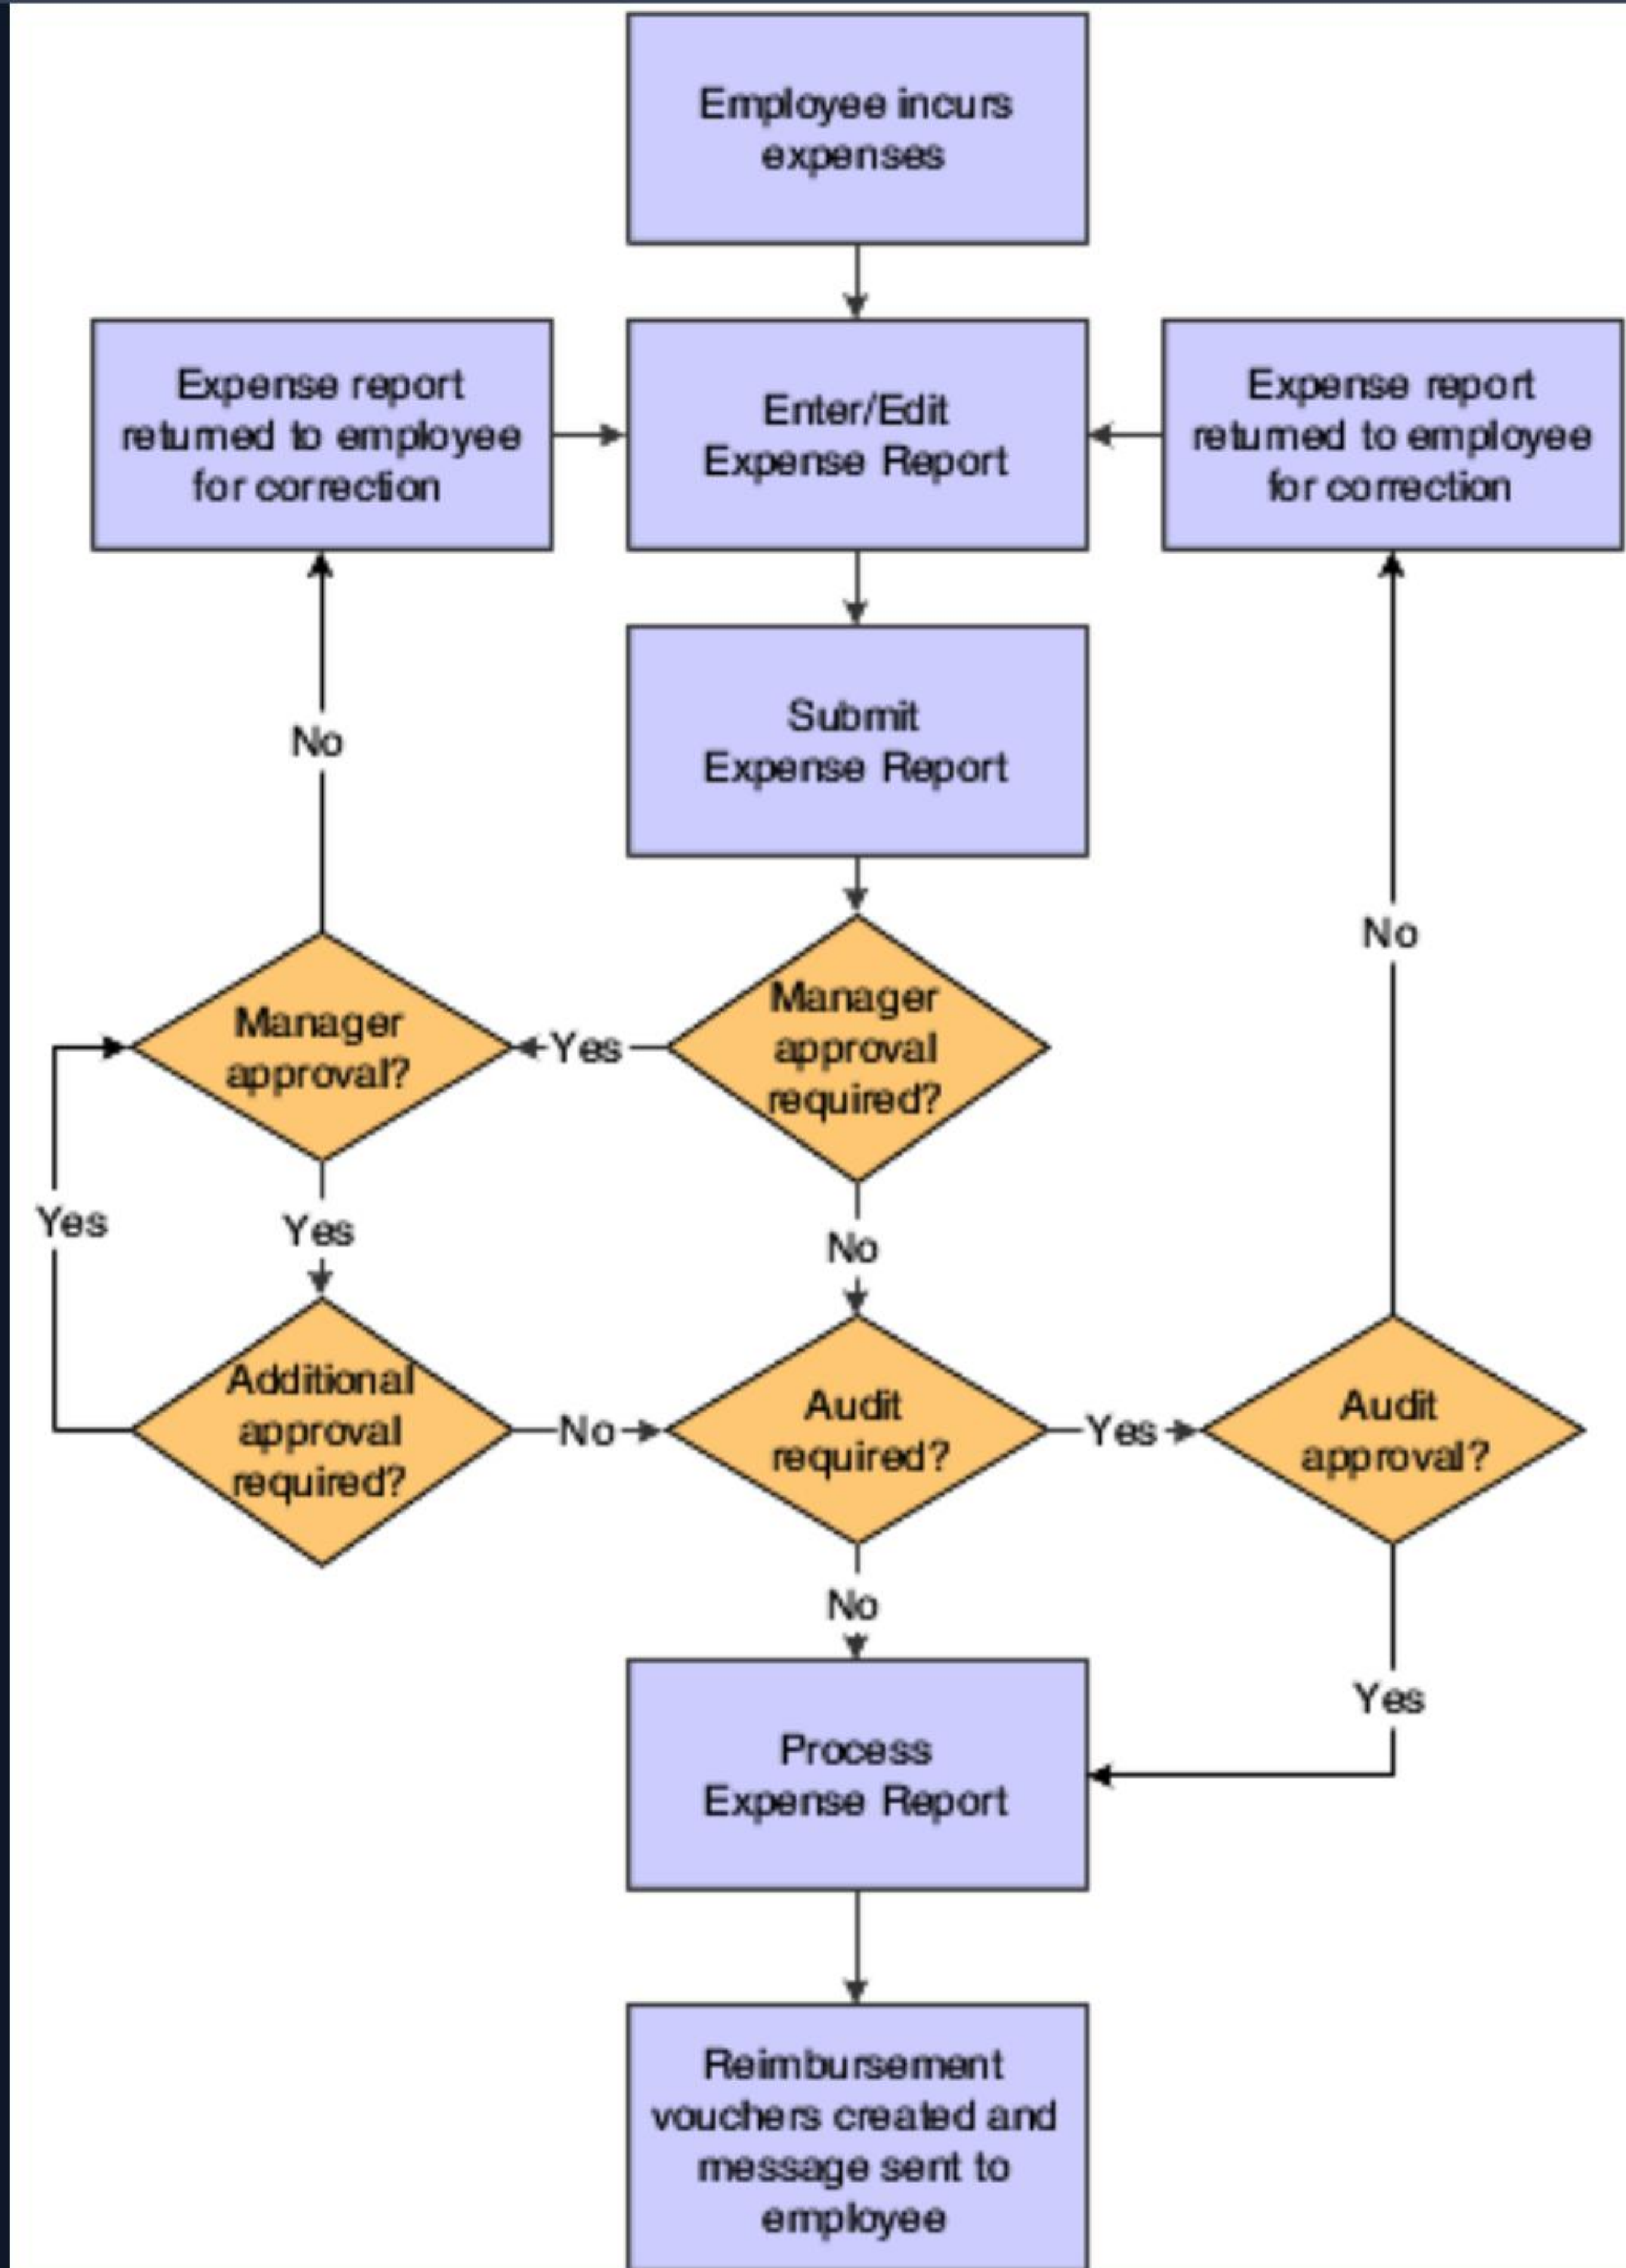 Employee incurs
expenses
Expense report
returned to employee
for correction
Enter/Edit
Expense Report
Expense report
returned to employee
for correction
No
Submit
Expense Report
No
Manager
approval?
Yes
Manager
approval
required?
Yes
Yes
No
Additional
approval
required?
No
Audit
required?
Yes
Audit
approval?
No
Yes
Process
Expense Report
Reimbursement
vouchers created and
message sent to
employee